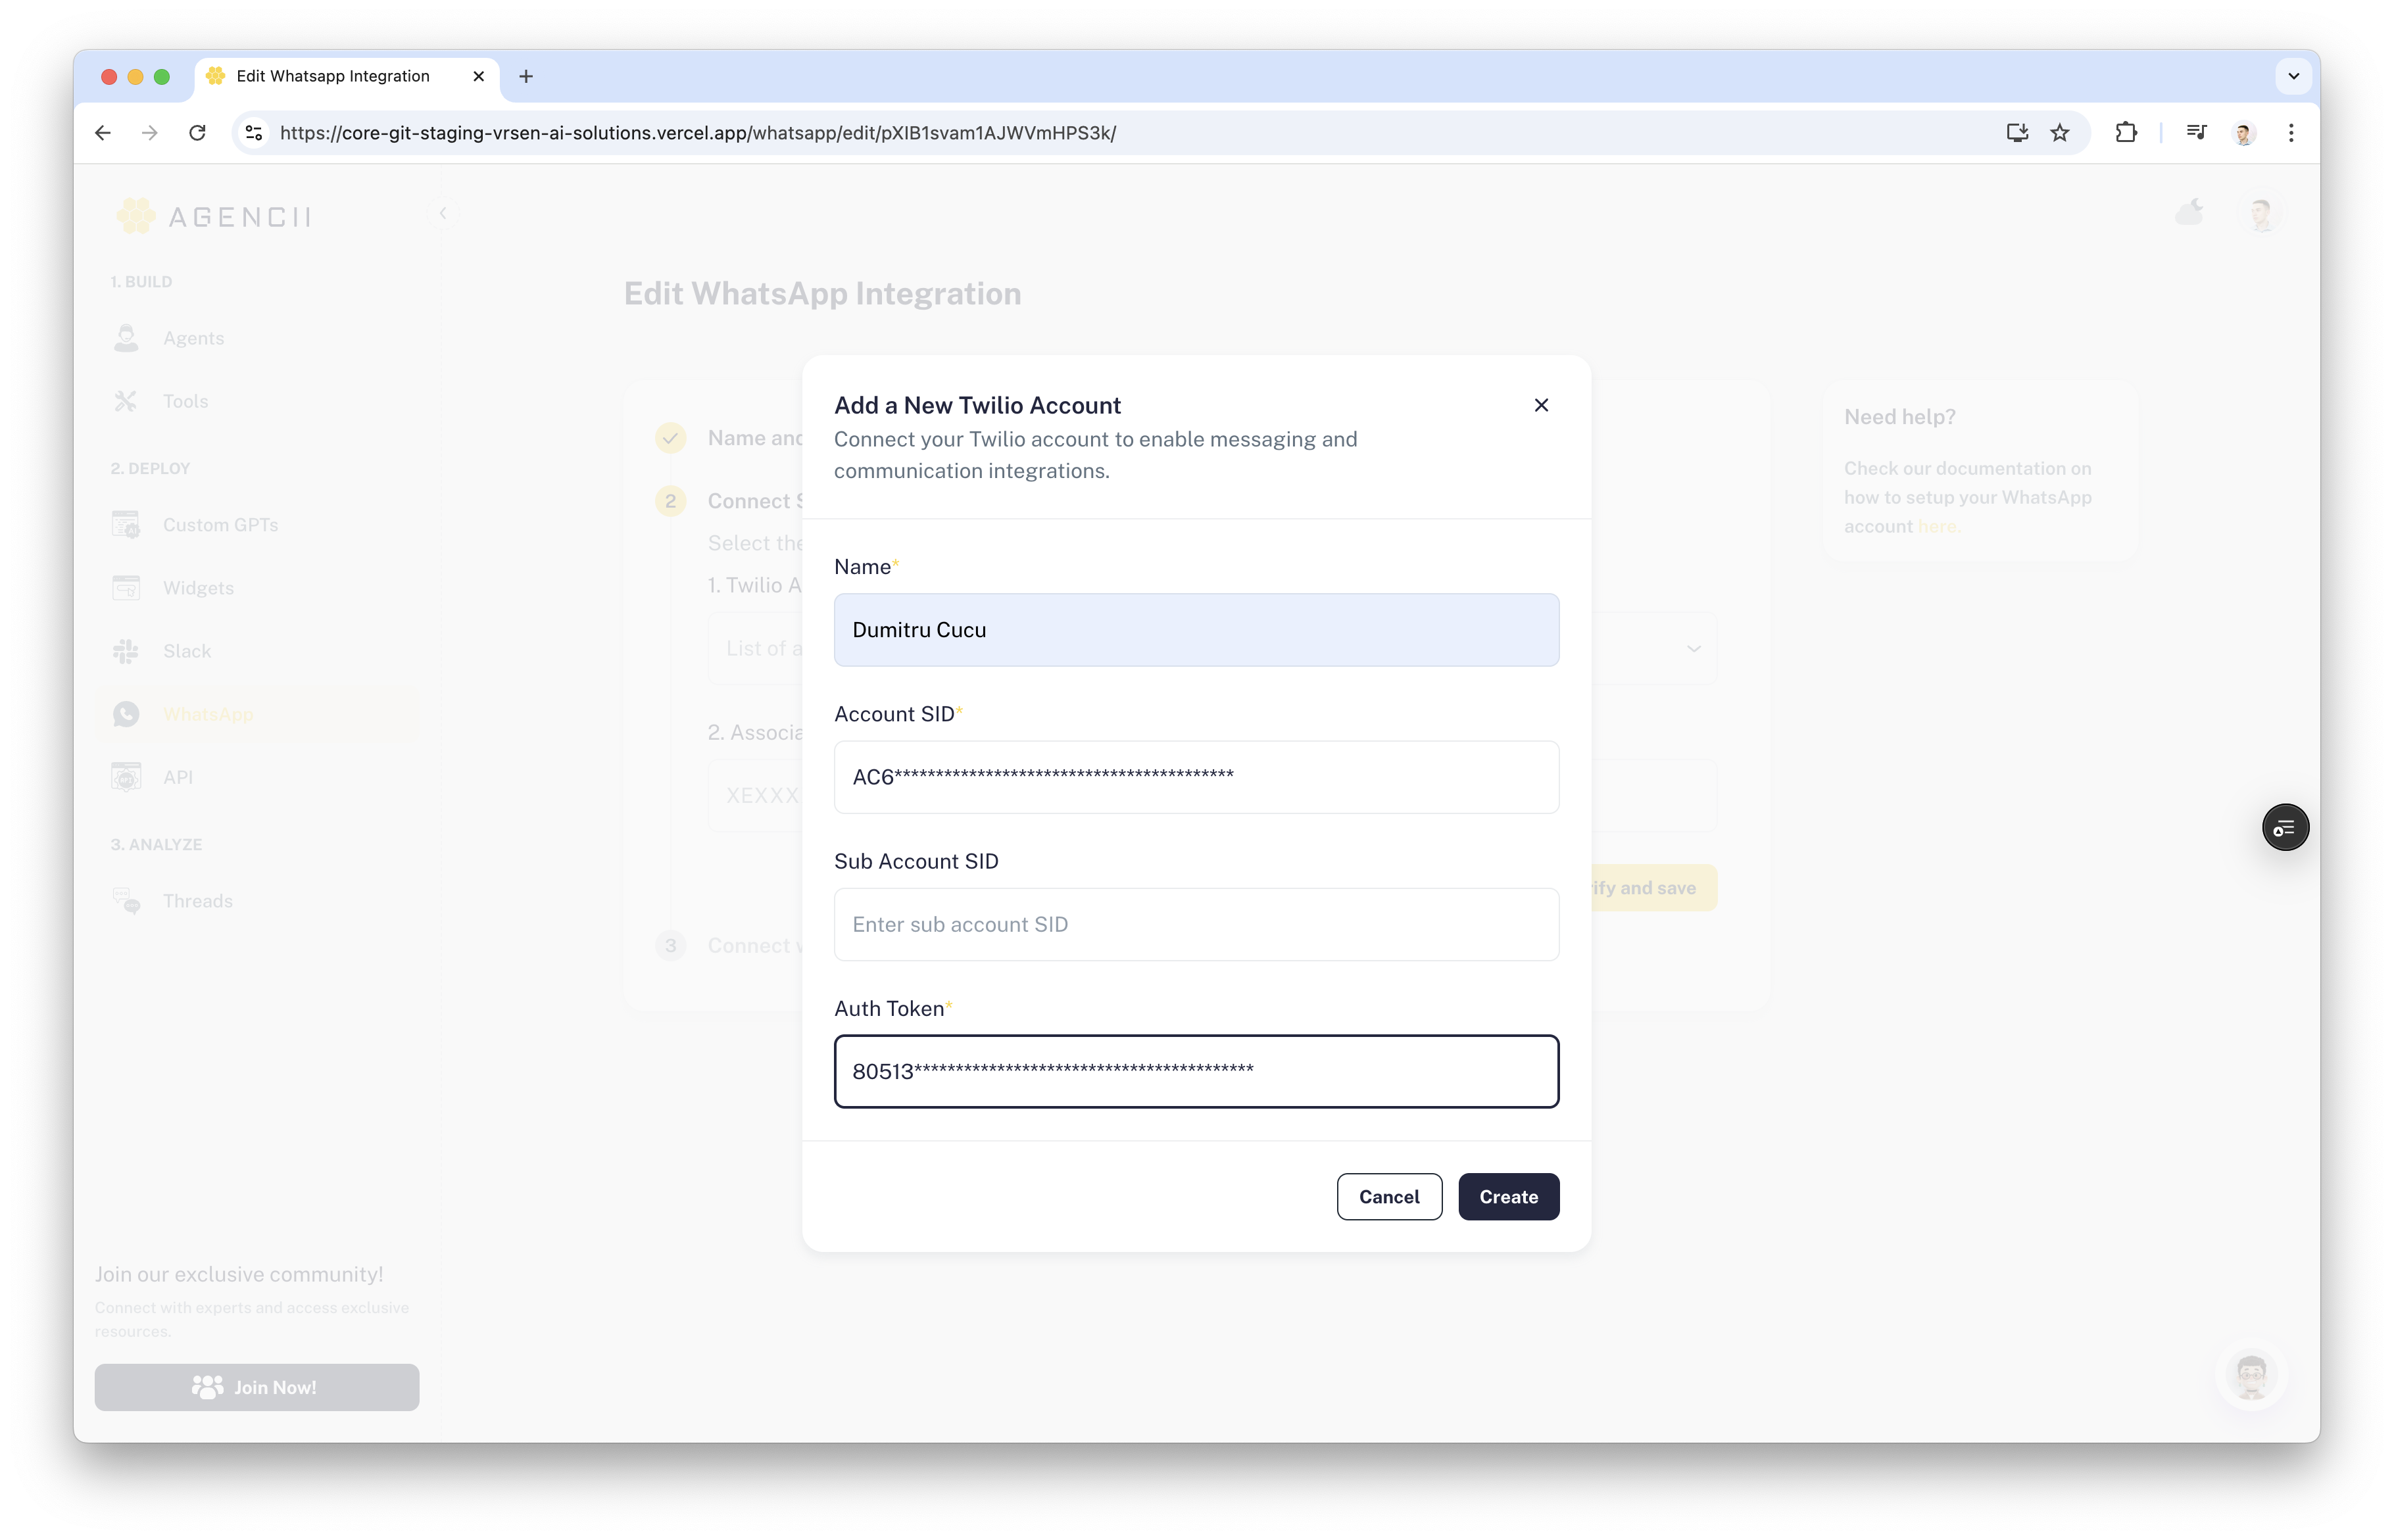 Edit Whatsapp Integration
https://core-git-staging-vrsen-ai-solutions.vercel.app/whatsapp/edit/pXIB1svam1AJWVmHPS3k/
AGENCII
1. BUILD
Agents
Tools
2. DEPLOY
Custom GPTs
Widgets
Slack
WhatsApp
API
3. ANALYZE
Threads
Join our exclusive community!
Connect with experts and access exclusive
resources.
Join Now!
Edit WhatsApp Integration
Name and
2
Connect S
Select the
1. Twilio A
List of a
2. Associa
XEXXX
ify and save
3
Connect
Add a New Twilio Account
Connect your Twilio account to enable messaging and
communication integrations.
Name*
Dumitru Cucu
Account SID*
AC6*****************************************
Sub Account SID
Enter sub account SID
Auth Token*
80513*****************************************
Cancel
Create
Need help?
Check our documentation on
how to setup your WhatsApp
account here.